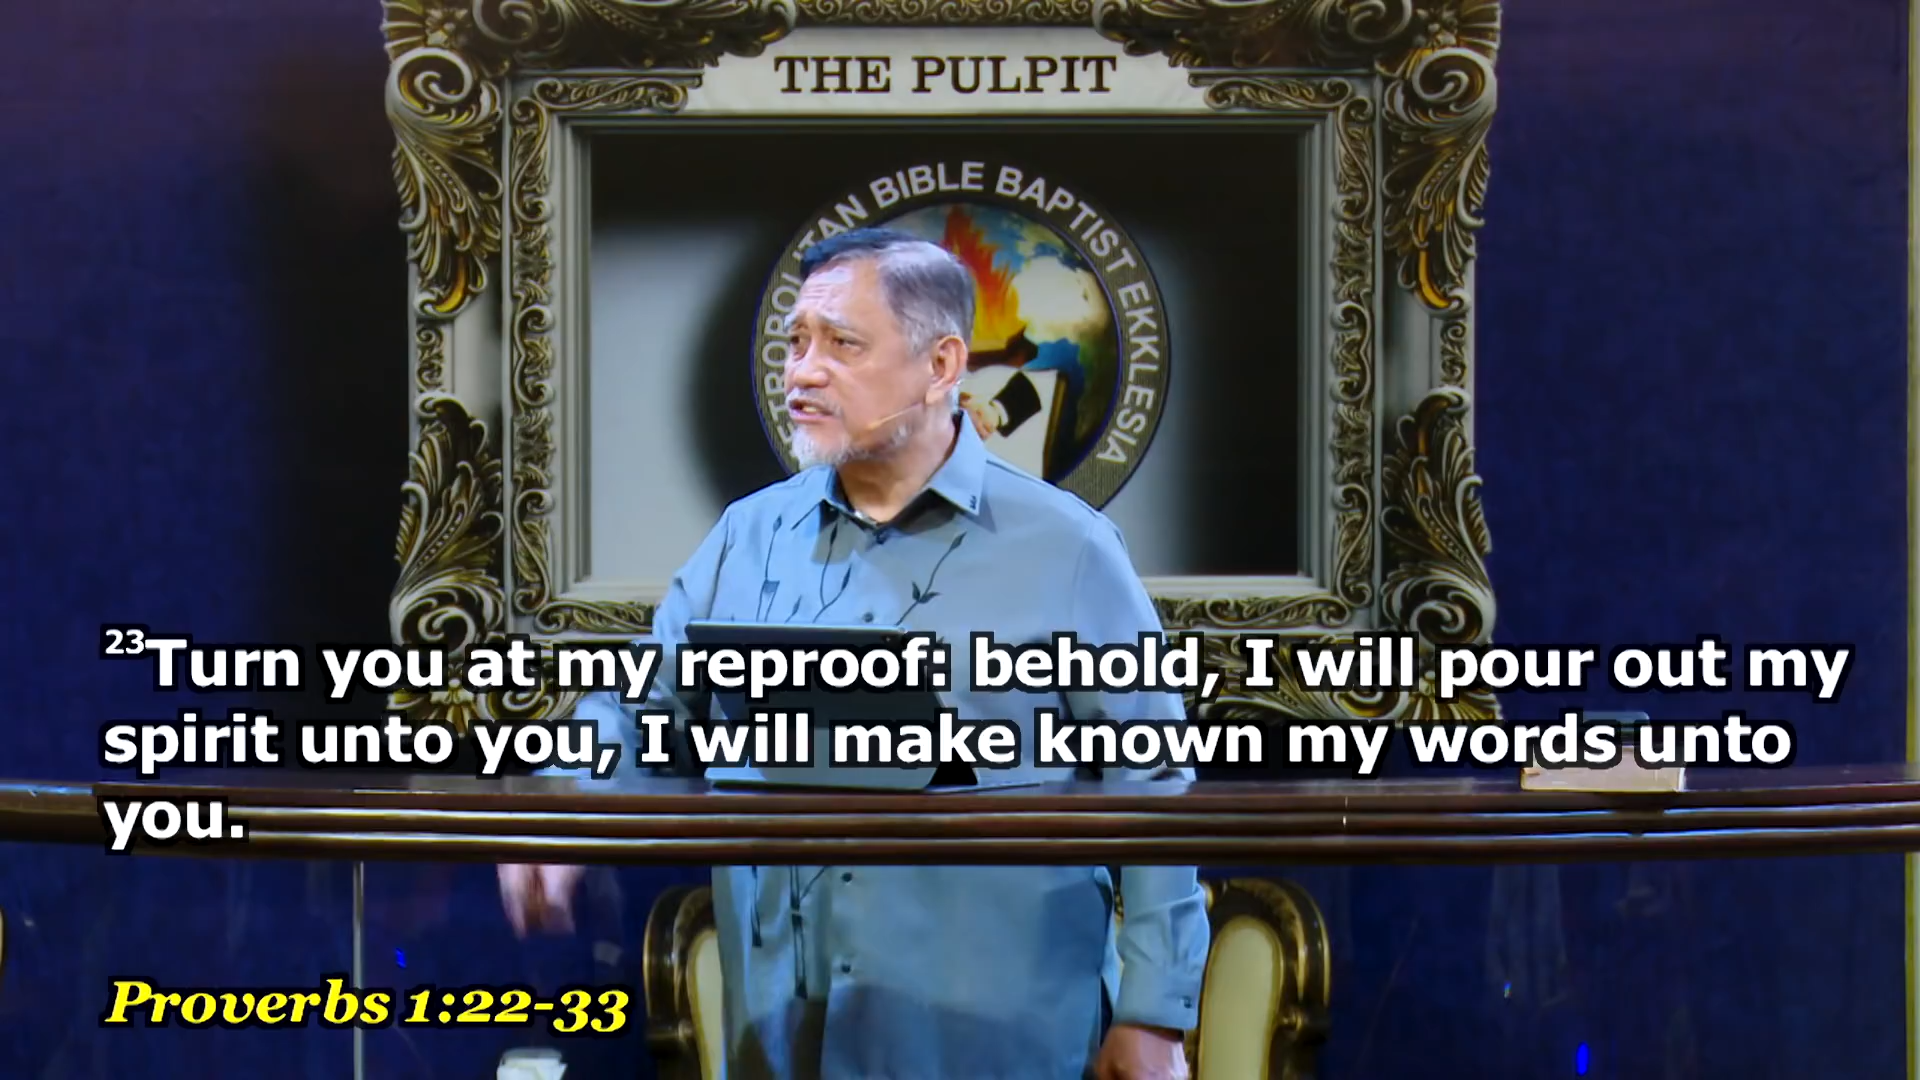 THE PULPIT
METROPOLITAN BIBLE BAPTIST EKKLESIA
²³Turn you at my reproof: behold, I will pour out my
spirit unto you, I will make known my words unto
you.
Proverbs 1:22-33